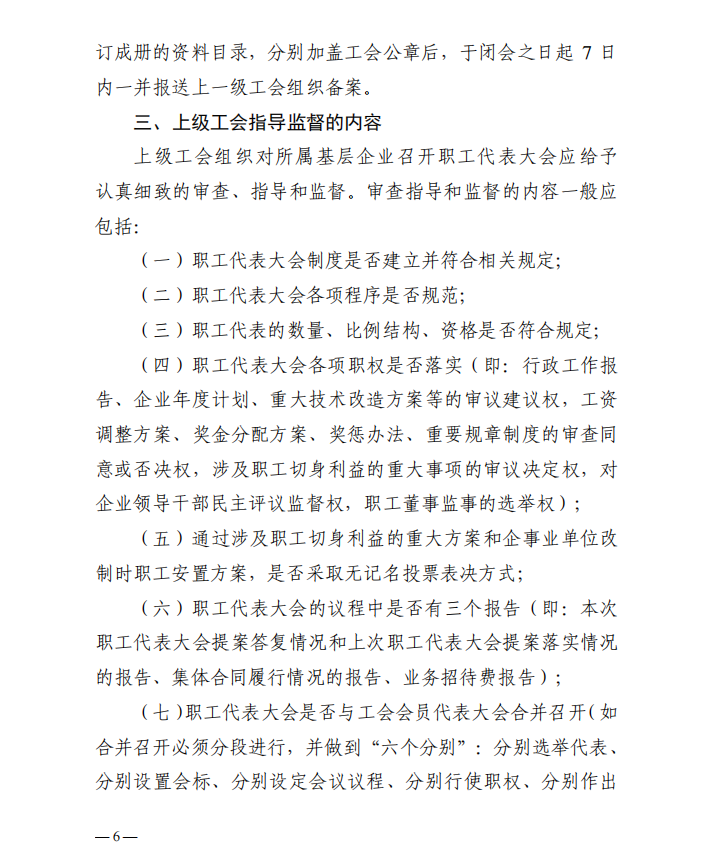 订成册的资料目录，分别加盖工会公章后，于闭会之日起 7 日
内一并报送上一级工会组织备案。
三、上级工会指导监督的内容
上级工会组织对所属基层企业召开职工代表大会应给予
认真细致的审查、指导和监督。审查指导和监督的内容一般应
包括：
（一）职工代表大会制度是否建立并符合相关规定；
（二）职工代表大会各项程序是否规范；
（三）职工代表的数量、比例结构、资格是否符合规定；
（四）职工代表大会各项职权是否落实（即：行政工作报
告、企业年度计划、重大技术改造方案等的审议建议权，工资
调整方案、奖金分配方案、奖惩办法、重要规章制度的审查同
意或否决权，涉及职工切身利益的重大事项的审议决定权，对
企业领导干部民主评议监督权，职工董事监事的选举权）；
（五）通过涉及职工切身利益的重大方案和企事业单位改
制时职工安置方案，是否采取无记名投票表决方式；
（六）职工代表大会的议程中是否有三个报告（即：本次
职工代表大会提案答复情况和上次职工代表大会提案落实情况
的报告、集体合同履行情况的报告、业务招待费报告）；
（七）职工代表大会是否与工会会员代表大会合并召开（如
合并召开必须分段进行，并做到“六个分别”：分别选举代表、
分别设置会标、分别设定会议议程、分别行使职权、分别作出
— 6 —